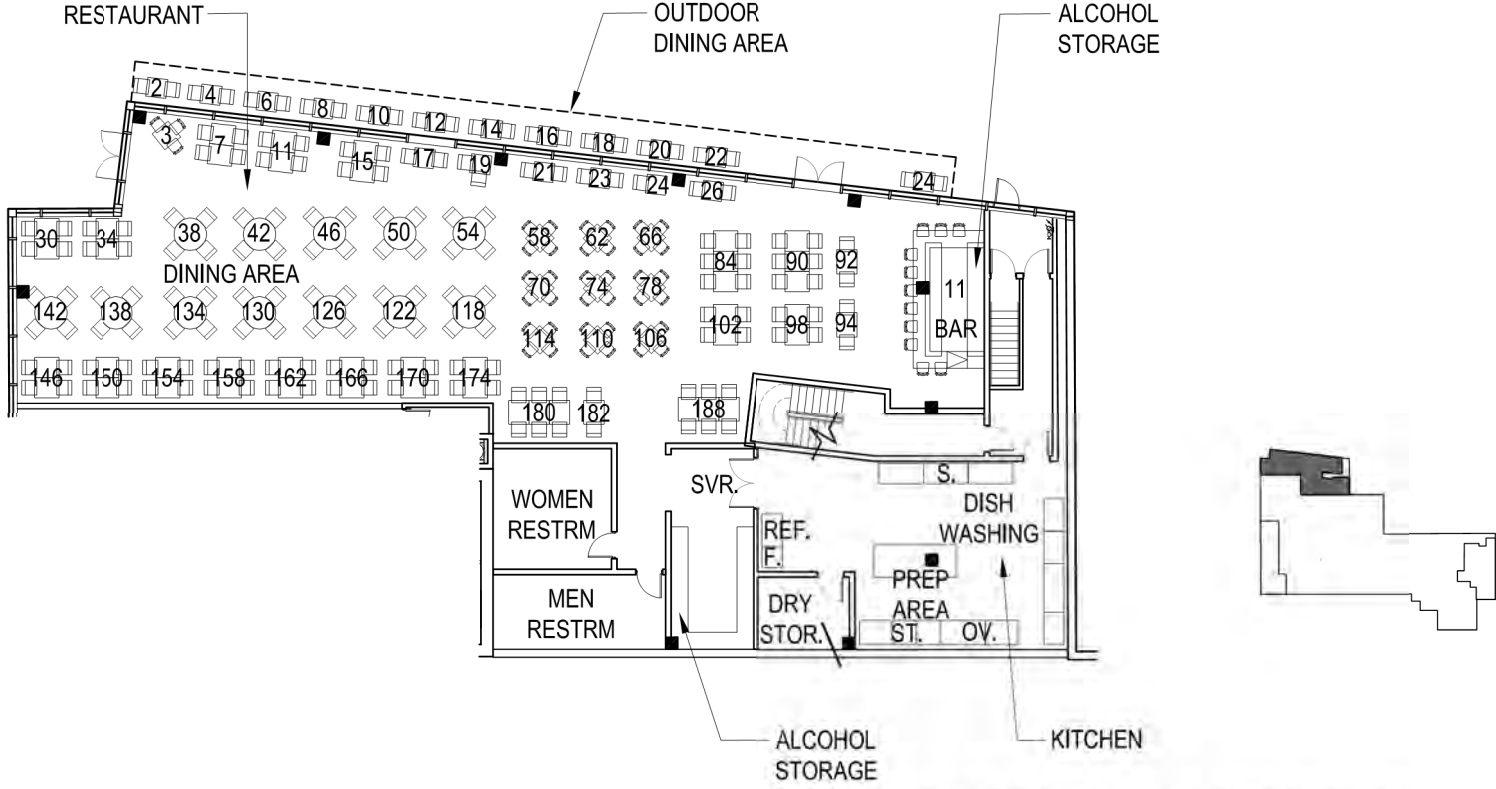 RESTAURANT
OUTDOOR
DINING AREA
ALCOHOL
STORAGE
2 4 6 8 10 12 14 16 18 20 22 24
3 7 11 15 17 19 21 23 24 26
30 34 38 42 46 50 54 58 62 66
84 90 92
DINING AREA
70 74 78
11
BAR
142 138 134 130 126 122 118
114 110 106 102 98 94
146 150 154 158 162 166 170 174
180 182 188
SVR.
S.
WOMEN
RESTRM
DISH
WASHING
REF.
F.
PREP
AREA
MEN
RESTRM
DRY
STOR.
ST. OV.
ALCOHOL
STORAGE
KITCHEN